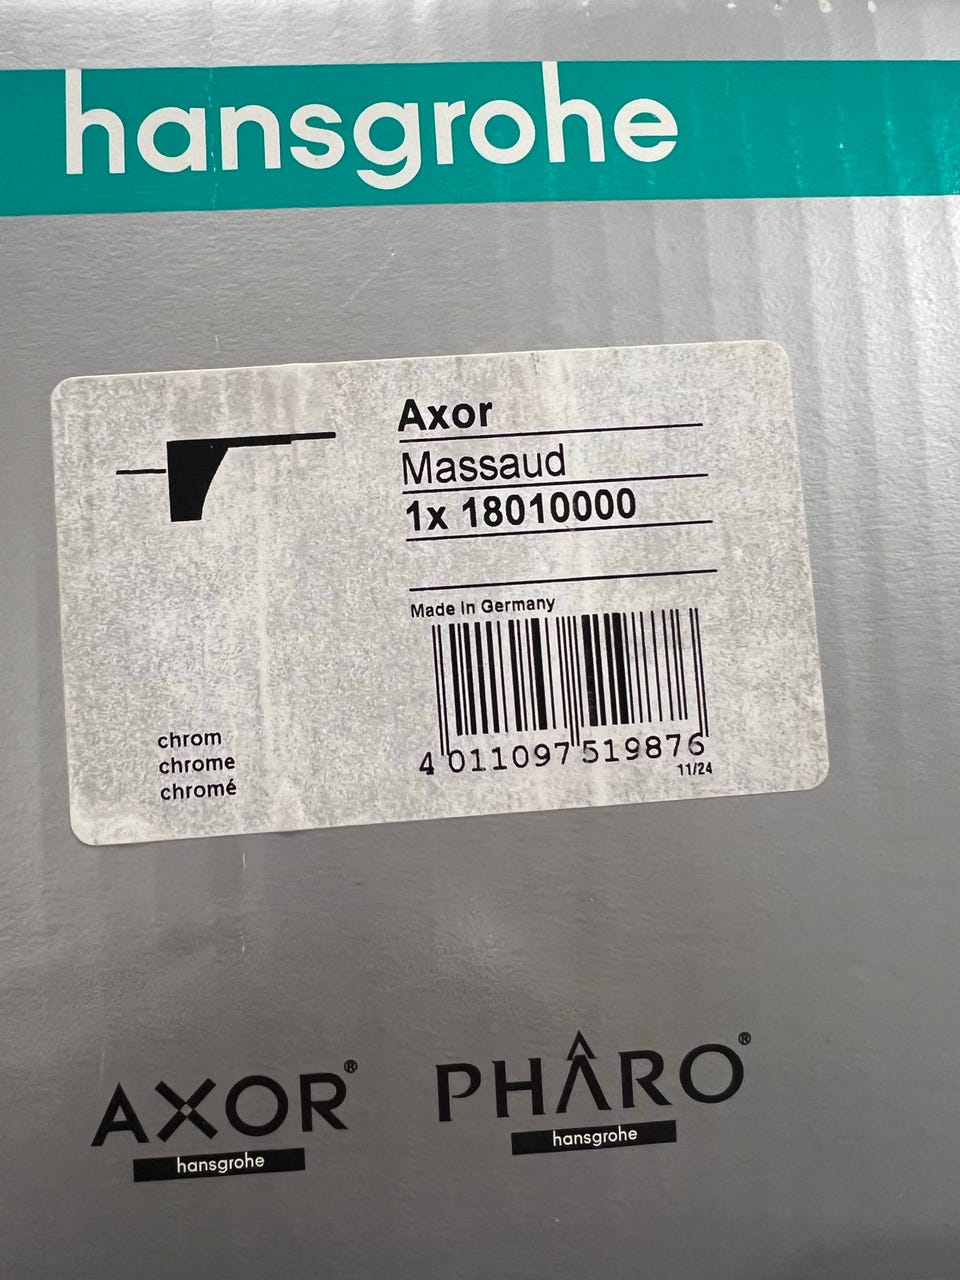 hansgrohe
Axor
Massaud
1x 18010000
Made In Germany
4 011097 519876
11/24
chrom
chrome
chromé
AXOR®
hansgrohe
PHÂRO®
hansgrohe